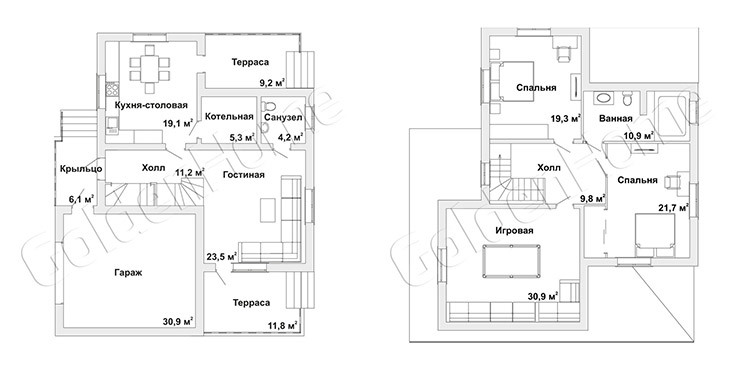 Терраса
9,2 м²
Кухня-столовая
19,1 м²
Котельная
5,3 м²
Санузел
4,2 м²
Крыльцо
6,1 м²
Холл
11,2 м²
Гостиная
23,5 м²
Гараж
30,9 м²
Терраса
11,8 м²
Спальня
19,3 м²
Ванная
10,9 м²
Холл
9,8 м²
Спальня
21,7 м²
Игровая
30,9 м²
GoldenHome
GoldenHome